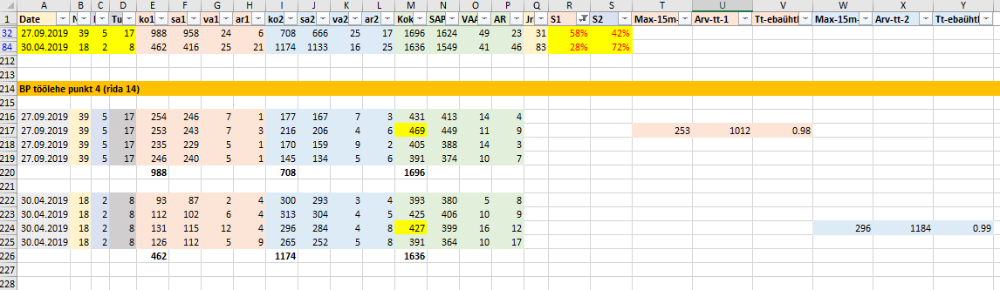 A B C D E F G H I J K L M N O P Q R S T U V W X Y
1 Date N Tu ko1 sa1 va1 ar1 ko2 sa2 va2 ar2 Kok SAP VAA AR Jr S1 S2 Max-15m- Arv-tt-1 Tt-ebaühtl Max-15m- Arv-tt-2 Tt-ebaühtl
32 27.09.2019 39 5 17 988 958 24 6 708 666 25 17 1696 1624 49 23 31 58% 42%
84 30.04.2019 18 2 8 462 416 25 21 1174 1133 16 25 1636 1549 41 46 83 28% 72%
212
213
214 BP töölehe punkt 4 (rida 14)
215
216 27.09.2019 39 5 17 254 246 7 1 177 167 7 3 431 413 14 4
217 27.09.2019 39 5 17 253 243 7 3 216 206 4 6 469 449 11 9 253 1012 0.98
218 27.09.2019 39 5 17 235 229 5 1 170 159 9 2 405 388 14 3
219 27.09.2019 39 5 17 246 240 5 1 145 134 5 6 391 374 10 7
220 988 708 1696
221
222 30.04.2019 18 2 8 93 87 2 4 300 293 3 4 393 380 5 8
223 30.04.2019 18 2 8 112 102 6 4 313 304 4 5 425 406 10 9
224 30.04.2019 18 2 8 131 115 12 4 296 284 4 8 427 399 16 12 296 1184 0.99
225 30.04.2019 18 2 8 126 112 5 9 265 252 5 8 391 364 10 17
226 462 1174 1636
227
228